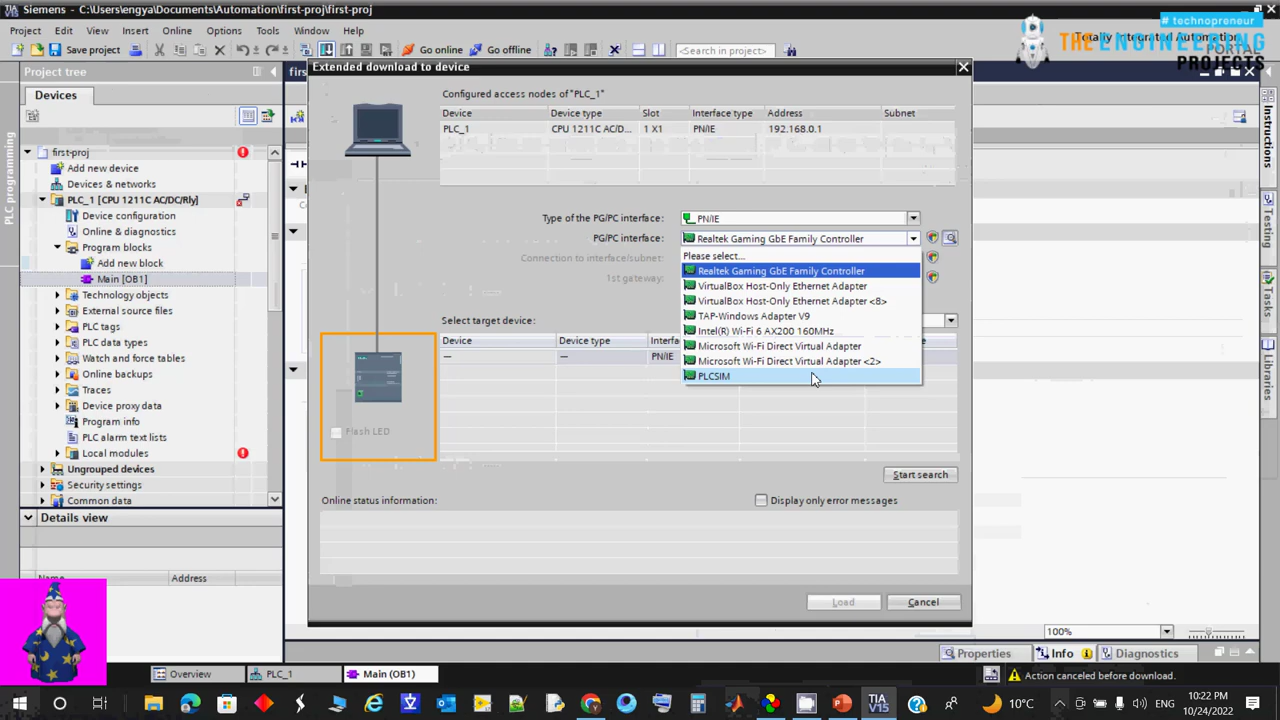 Siemens - C:\Users\engya\Documents\Automation\first-proj\first-proj
# technopreneur
Project Edit View Insert Online Options Tools Window Help
Totally Integrated Automation
PORTAL
THE ENGINEERING
PROJECTS
Save project
Go online
Go offline
<Search in project>
Project tree
Devices
PLC programming
first-proj
Add new device
Devices & networks
PLC_1 [CPU 1211C AC/DC/Rly]
Device configuration
Online & diagnostics
Program blocks
Add new block
Main [OB1]
Technology objects
External source files
PLC tags
PLC data types
Watch and force tables
Online backups
Traces
Device proxy data
Program info
PLC alarm text lists
Local modules
Ungrouped devices
Security settings
Common data
Details view
Name Address
Extended download to device
Configured access nodes of "PLC_1"
Device Device type Slot Interface type Address Subnet
PLC_1 CPU 1211C AC/D... 1 X1 PN/IE 192.168.0.1
Type of the PG/PC interface: PN/IE
PG/PC interface: Realtek Gaming GbE Family Controller
Connection to interface/subnet:
1st gateway:
Please select...
Realtek Gaming GbE Family Controller
VirtualBox Host-Only Ethernet Adapter
VirtualBox Host-Only Ethernet Adapter <8>
TAP-Windows Adapter V9
Intel(R) Wi-Fi 6 AX200 160MHz
Microsoft Wi-Fi Direct Virtual Adapter
Microsoft Wi-Fi Direct Virtual Adapter <2>
PLCSIM
Select target device:
Device Device type
— — PN/IE
Flash LED
Start search
Online status information:
Display only error messages
Load
Cancel
Instructions
Testing
Tasks
Libraries
100%
Properties
Info
Diagnostics
Overview
PLC_1
Main (OB1)
Action canceled before download.
TIA
V15
10°C
10:22 PM
10/24/2022